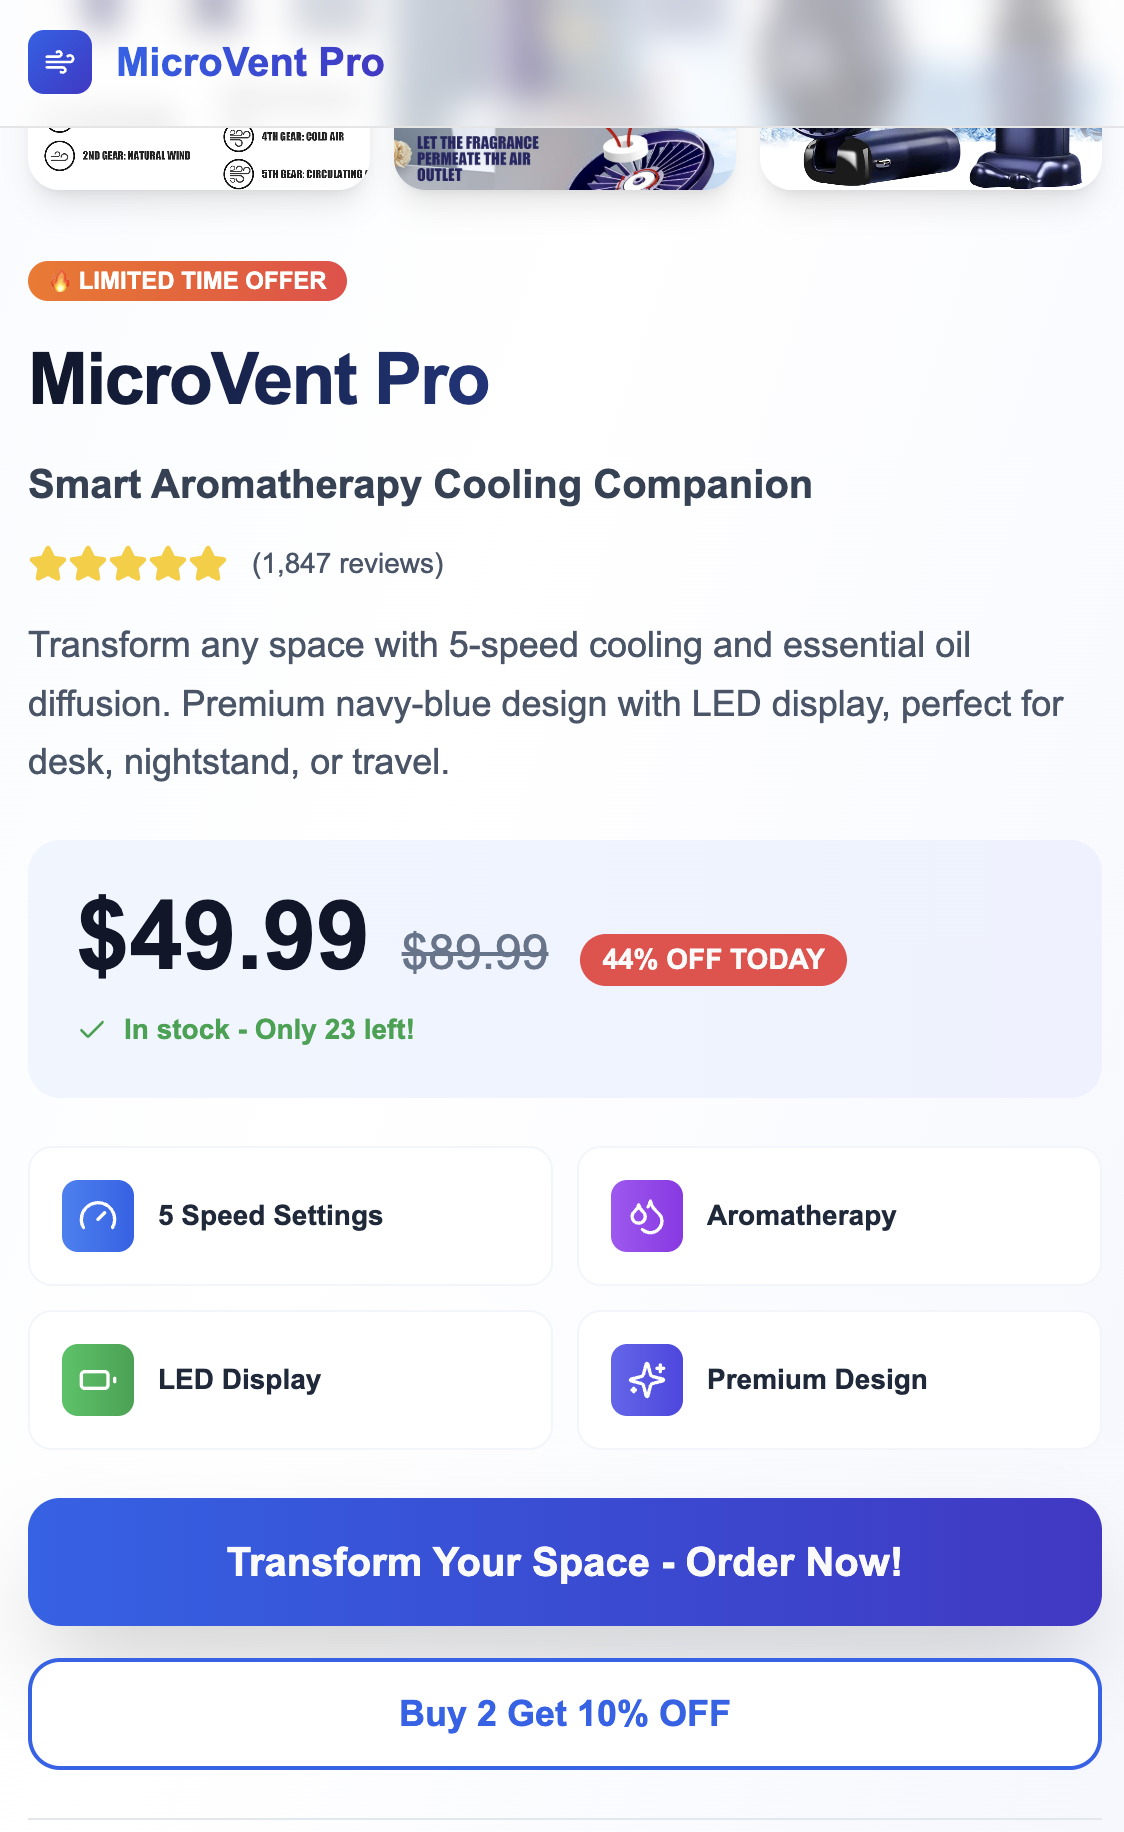 MicroVent Pro
4TH GEAR: COLD AIR
2ND GEAR: NATURAL WIND
5TH GEAR: CIRCULATING
LET THE FRAGRANCE
PERMEATE THE AIR
OUTLET
🔥 LIMITED TIME OFFER
MicroVent Pro
Smart Aromatherapy Cooling Companion
(1,847 reviews)
Transform any space with 5-speed cooling and essential oil
diffusion. Premium navy-blue design with LED display, perfect for
desk, nightstand, or travel.
$49.99 $89.99 44% OFF TODAY
In stock - Only 23 left!
5 Speed Settings
Aromatherapy
LED Display
Premium Design
Transform Your Space - Order Now!
Buy 2 Get 10% OFF